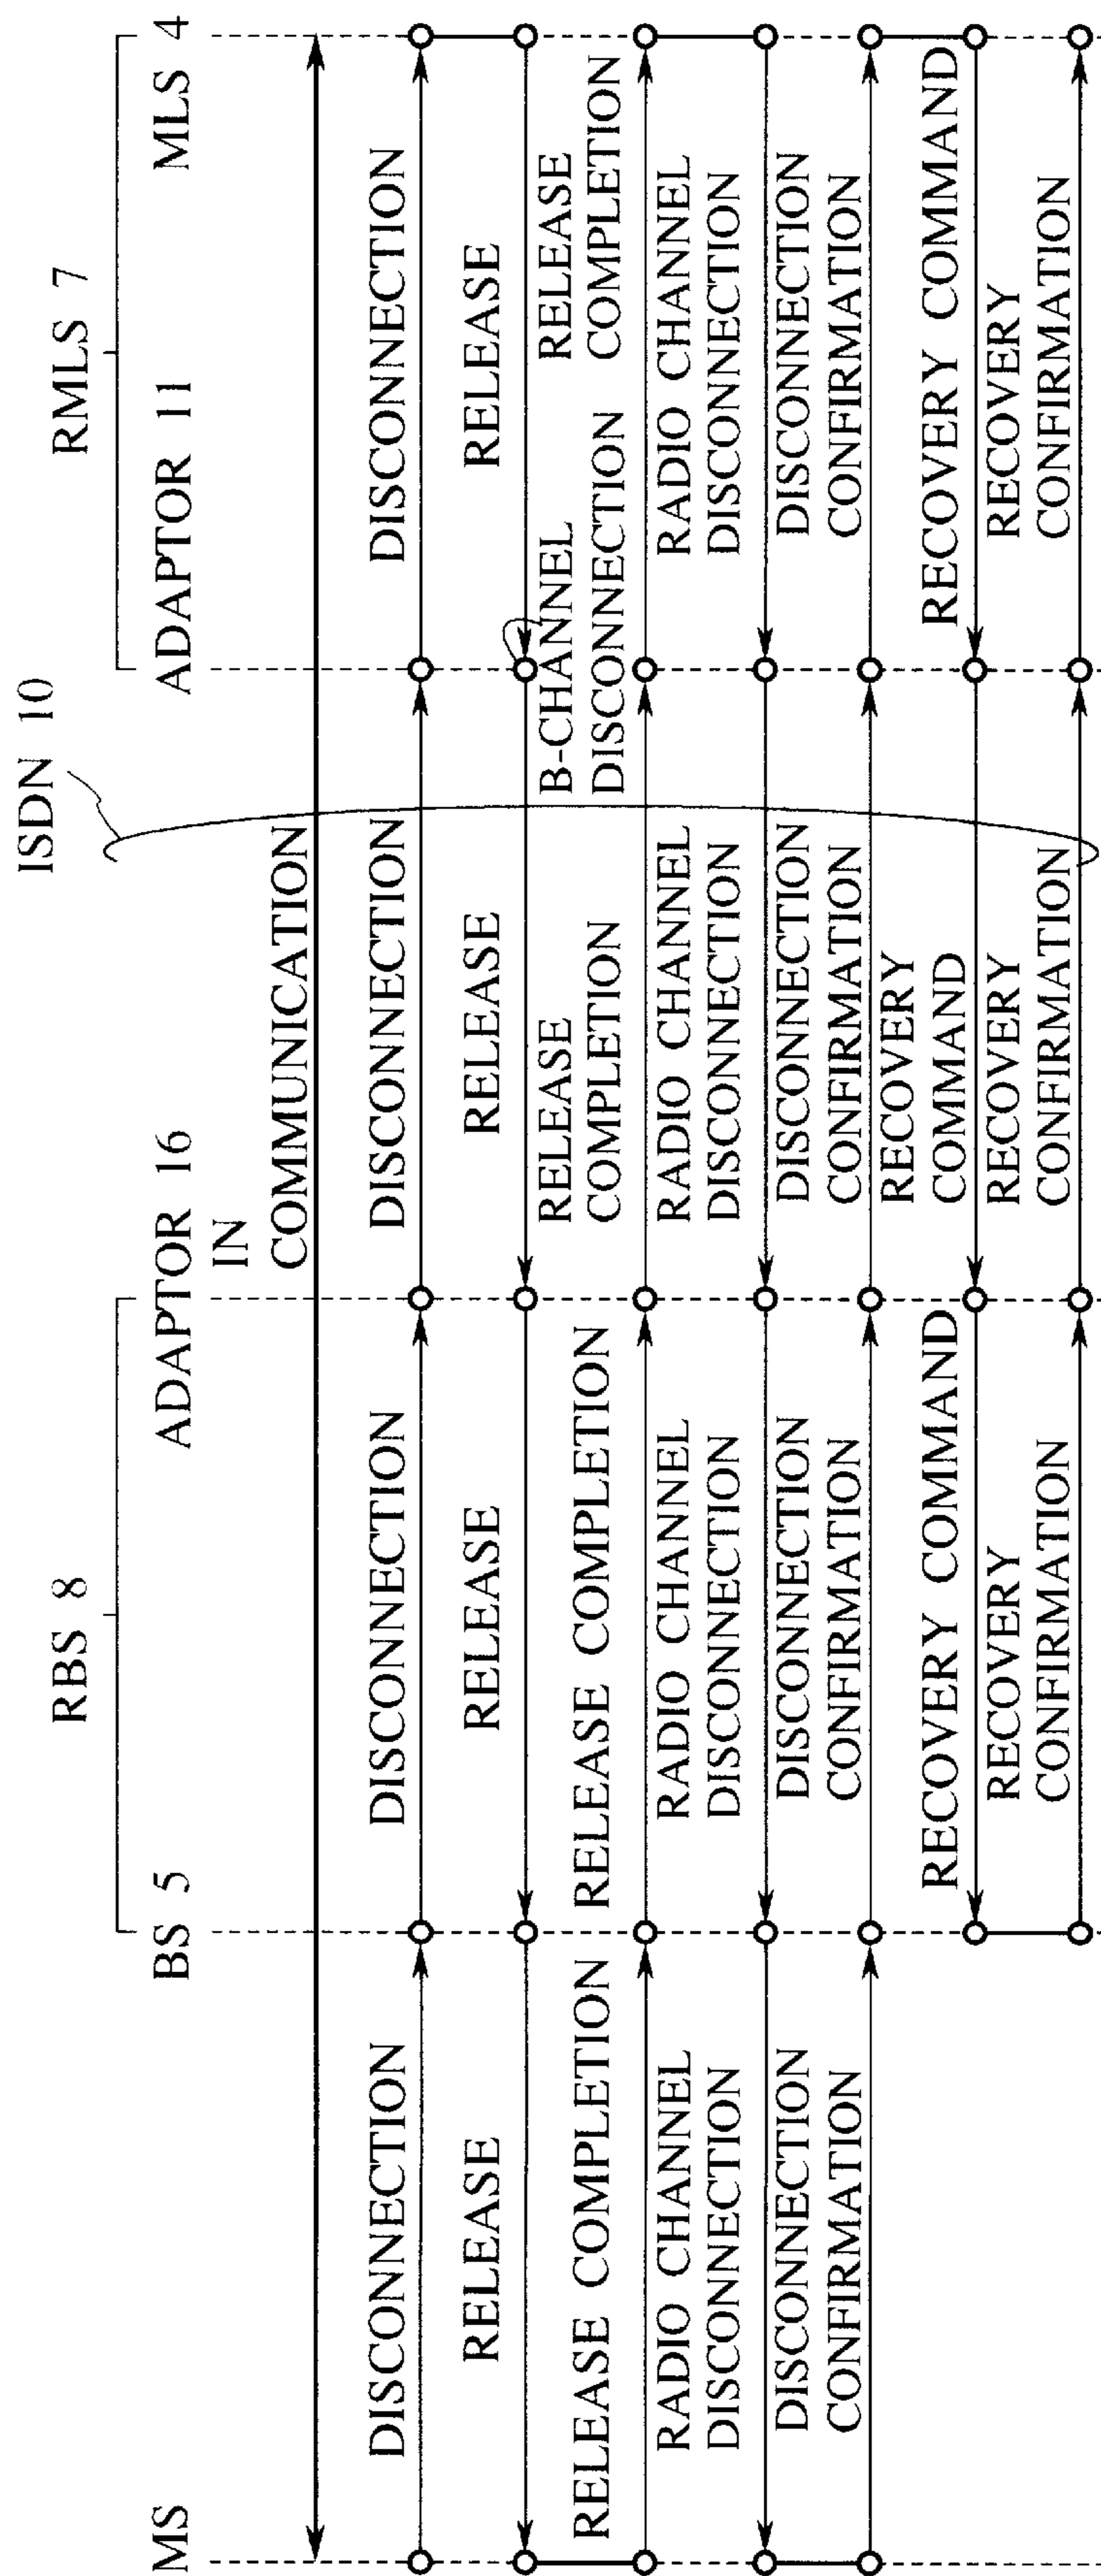 ISDN 10
RBS 8
RMLS 7
MS
BS 5
ADAPTOR 16
ADAPTOR 11
MLS 4
IN
COMMUNICATION
DISCONNECTION
DISCONNECTION
DISCONNECTION
DISCONNECTION
RELEASE
RELEASE
RELEASE
RELEASE
B-CHANNEL
DISCONNECTION
RELEASE COMPLETION
RELEASE COMPLETION
RELEASE
COMPLETION
RELEASE
COMPLETION
RADIO CHANNEL
DISCONNECTION
RADIO CHANNEL
DISCONNECTION
RADIO CHANNEL
DISCONNECTION
RADIO CHANNEL
DISCONNECTION
DISCONNECTION
CONFIRMATION
DISCONNECTION
CONFIRMATION
DISCONNECTION
CONFIRMATION
DISCONNECTION
CONFIRMATION
RECOVERY COMMAND
RECOVERY
COMMAND
RECOVERY COMMAND
RECOVERY
CONFIRMATION
RECOVERY
CONFIRMATION
RECOVERY
CONFIRMATION